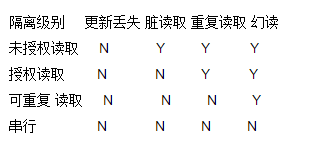 隔离级别 更新丢失 脏读取 重复读取 幻读
未授权读取 N Y Y Y
授权读取 N N Y Y
可重复 读取 N N N Y
串行 N N N N